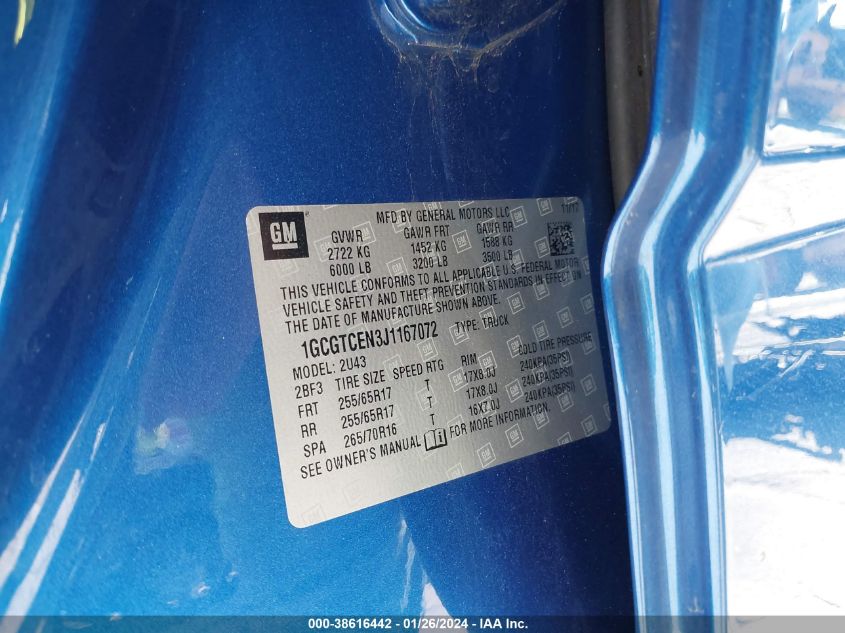 GM
MFD BY GENERAL MOTORS LLC 11/17
GVWR GAWR FRT GAWR RR
2722 KG 1452 KG 1588 KG
6000 LB 3200 LB 3500 LB
THIS VEHICLE CONFORMS TO ALL APPLICABLE U.S. FEDERAL MOTOR
VEHICLE SAFETY AND THEFT PREVENTION STANDARDS IN EFFECT ON
THE DATE OF MANUFACTURE SHOWN ABOVE.
1GCGTCEN3J1167072 TYPE: TRUCK
MODEL: 2U43
2BF3 TIRE SIZE SPEED RTG RIM COLD TIRE PRESSURE
FRT 255/65R17 T 17X8.0J 240KPA(35PSI)
RR 255/65R17 T 17X8.0J 240KPA(35PSI)
SPA 265/70R16 T 16X7.0J 240KPA(35PSI)
SEE OWNER'S MANUAL FOR MORE INFORMATION.
000-38616442 - 01/26/2024 - IAA Inc.